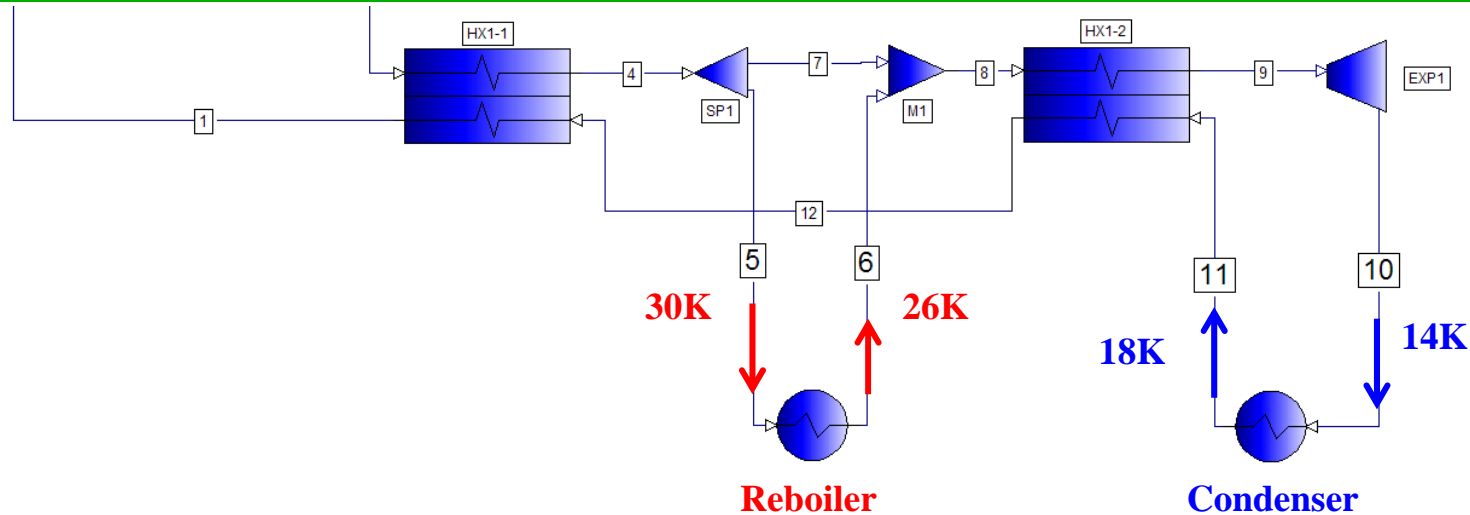 HX1-1
HX1-2
4
7
8
9
EXP1
SP1
M1
1
12
5
6
11
10
30K
26K
18K
14K
Reboiler
Condenser